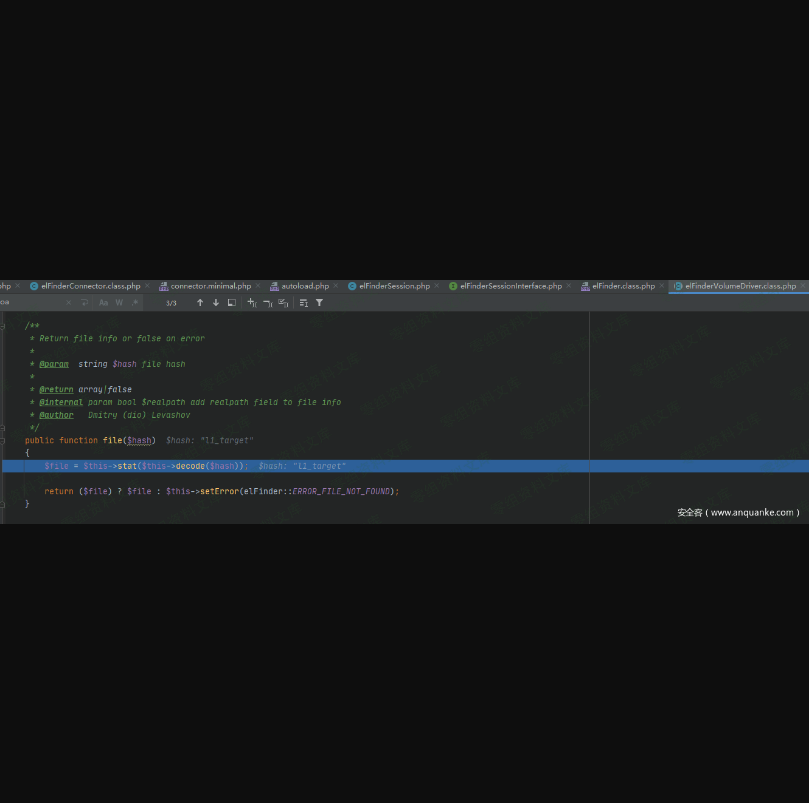 php elFinderConnector.class.php connector.minimal.php autoload.php elFinderSession.php elFinderSessionInterface.php elFinder.class.php elFinderVolumeDriver.class.php
Aa W .* 3/3
/**
* Return file info or false on error
*
* @param string $hash file hash
*
* @return array|false
* @internal param bool $realpath add realpath field to file info
* @author Dmitry (dio) Levashov
*/
public function file($hash) $hash: "l1_target"
{
$file = $this->stat($this->decode($hash)); $hash: "l1_target"
return ($file) ? $file : $this->setError(elFinder::ERROR_FILE_NOT_FOUND);
}
安全客 ( www.anquanke.com )